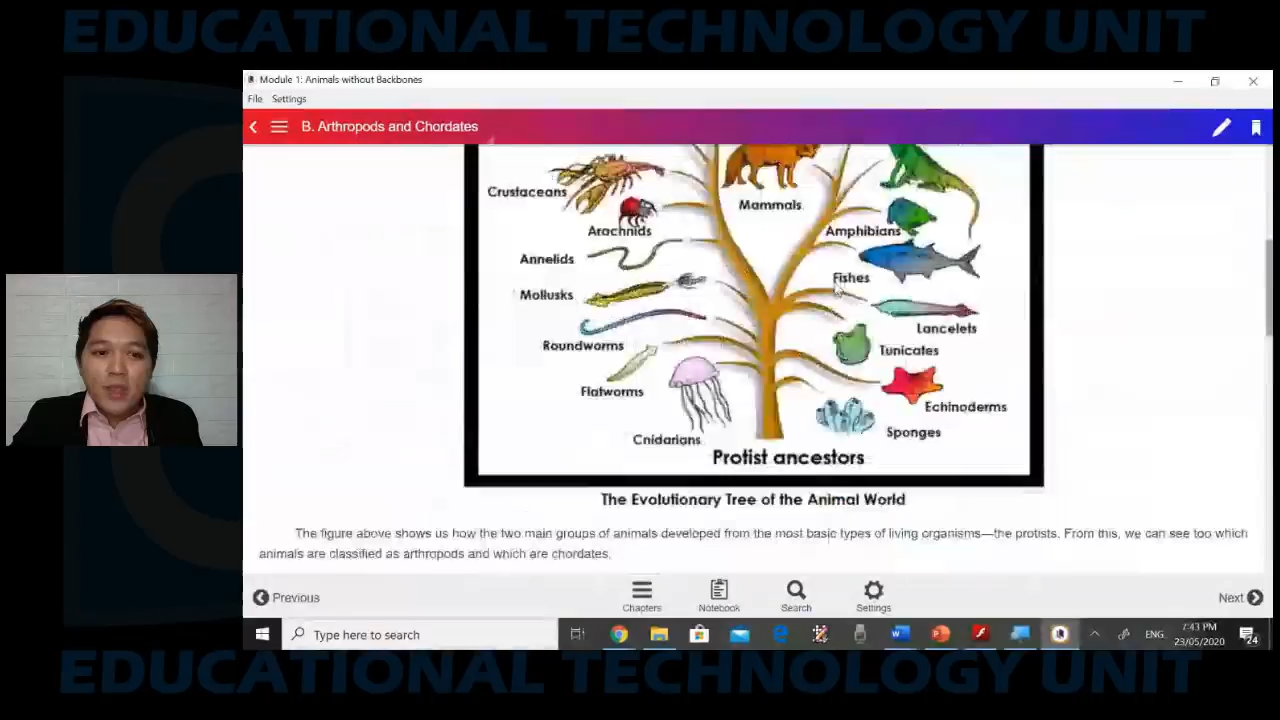 EDUCATIONAL TECHNOLOGY UNIT
Module 1: Animals without Backbones
File Settings
B. Arthropods and Chordates
Crustaceans
Mammals
Arachnids
Amphibians
Annelids
Fishes
Mollusks
Lancelets
Roundworms
Tunicates
Flatworms
Echinoderms
Cnidarians
Sponges
Protist ancestors
The Evolutionary Tree of the Animal World
The figure above shows us how the two main groups of animals developed from the most basic types of living organisms—the protists. From this, we can see too which
animals are classified as arthropods and which are chordates.
Previous
Chapters
Notebook
Search
Settings
Next
Type here to search
ENG
7:43 PM
23/05/2020
24
EDUCATIONAL TECHNOLOGY UNIT